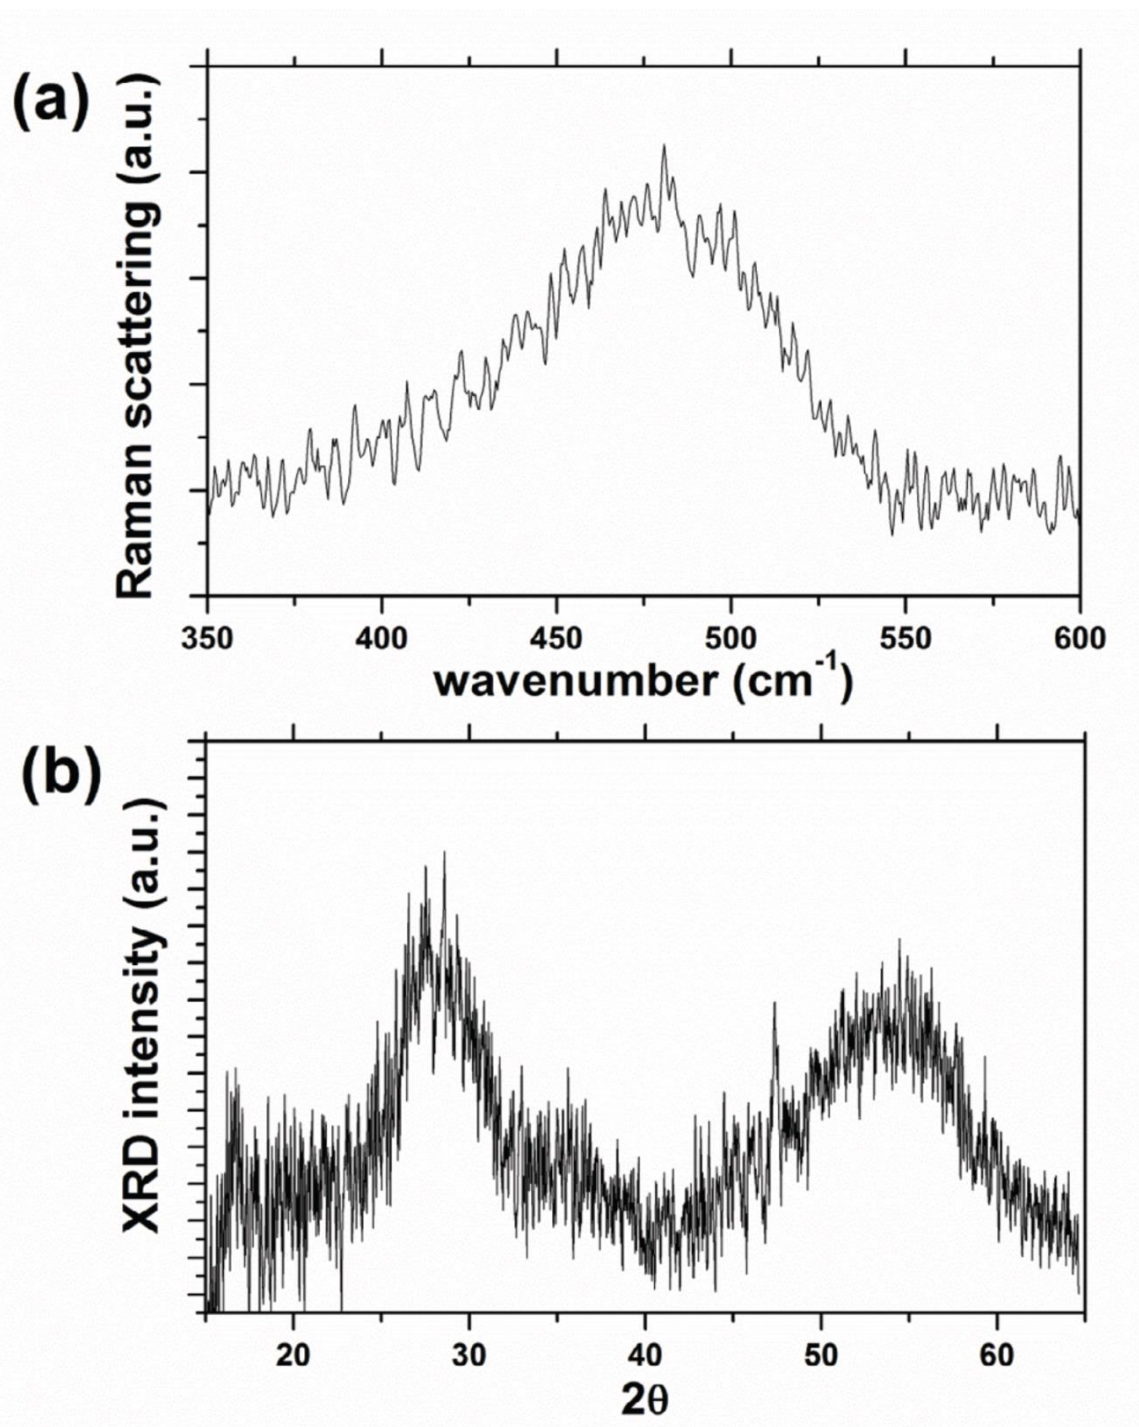 (a)
Raman scattering (a.u.)
350 400 450 500 550 600
wavenumber (cm⁻¹)
(b)
XRD intensity (a.u.)
20 30 40 50 60
2θ